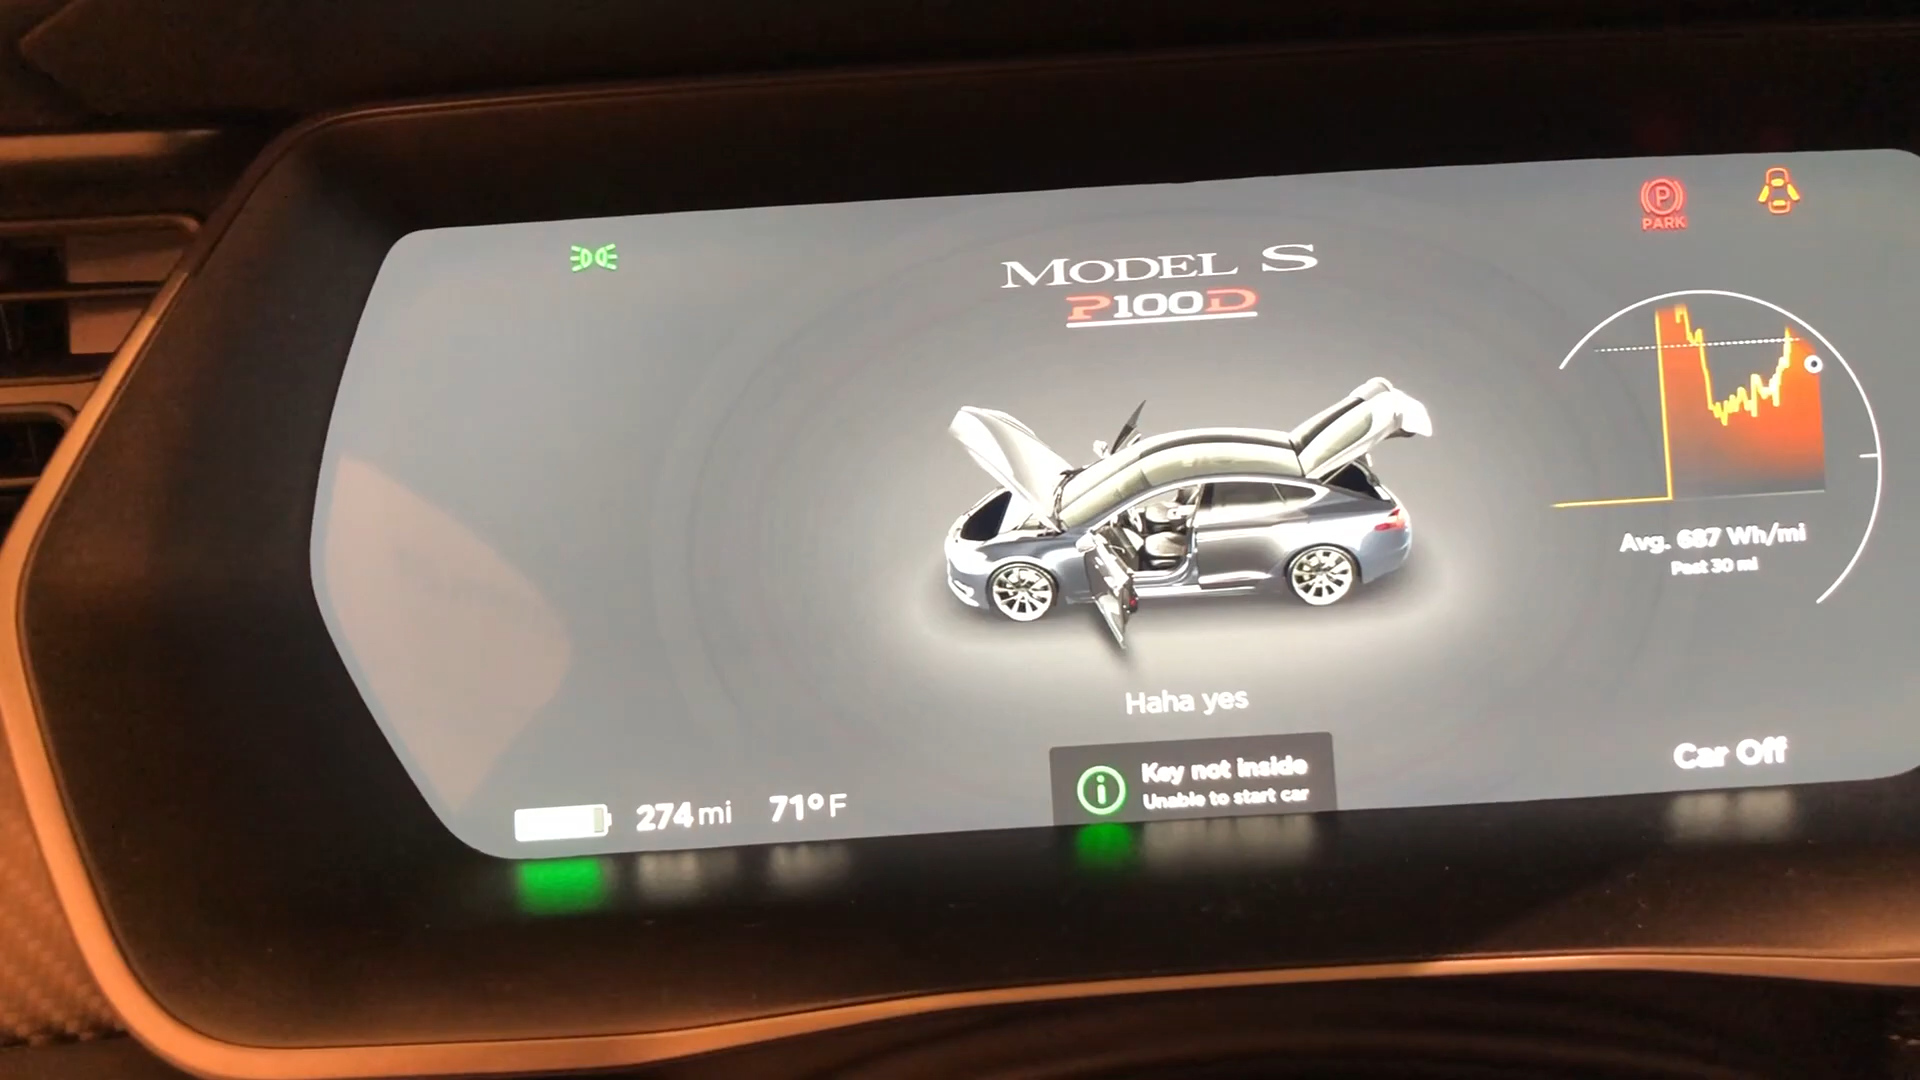 MODEL S
P100D
P
PARK
Avg. 687 Wh/mi
Past 30 mi
Haha yes
Key not inside
Unable to start car
Car Off
274 mi 71°F